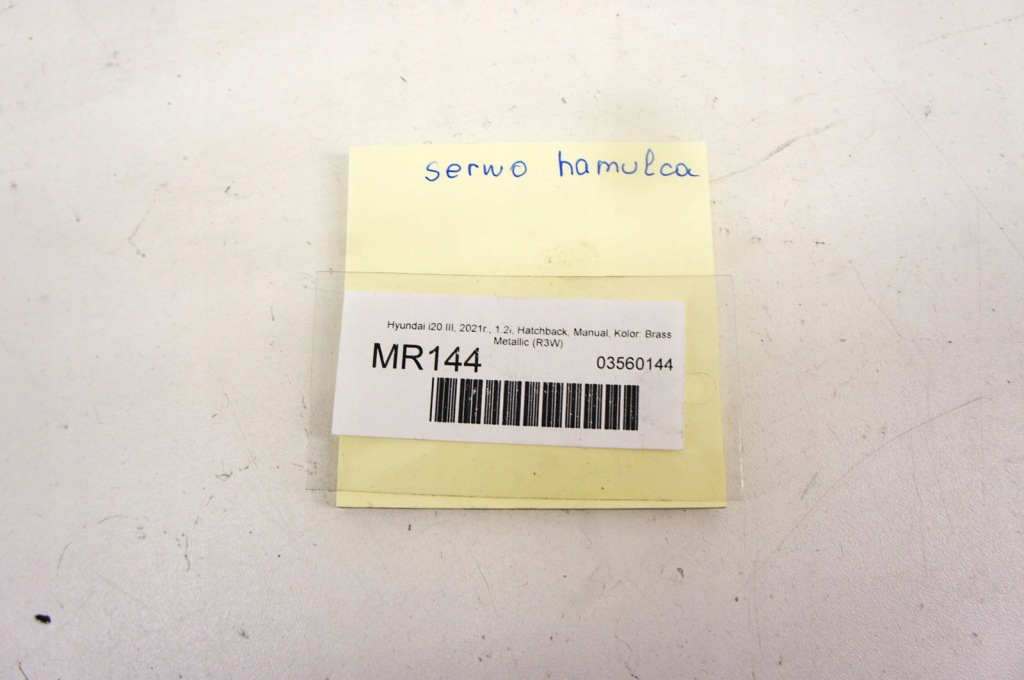 serwo hamulca
Hyundai i20 III, 2021r., 1.2i, Hatchback, Manual, Kolor: Brass
Metallic (R3W)
MR144 03560144